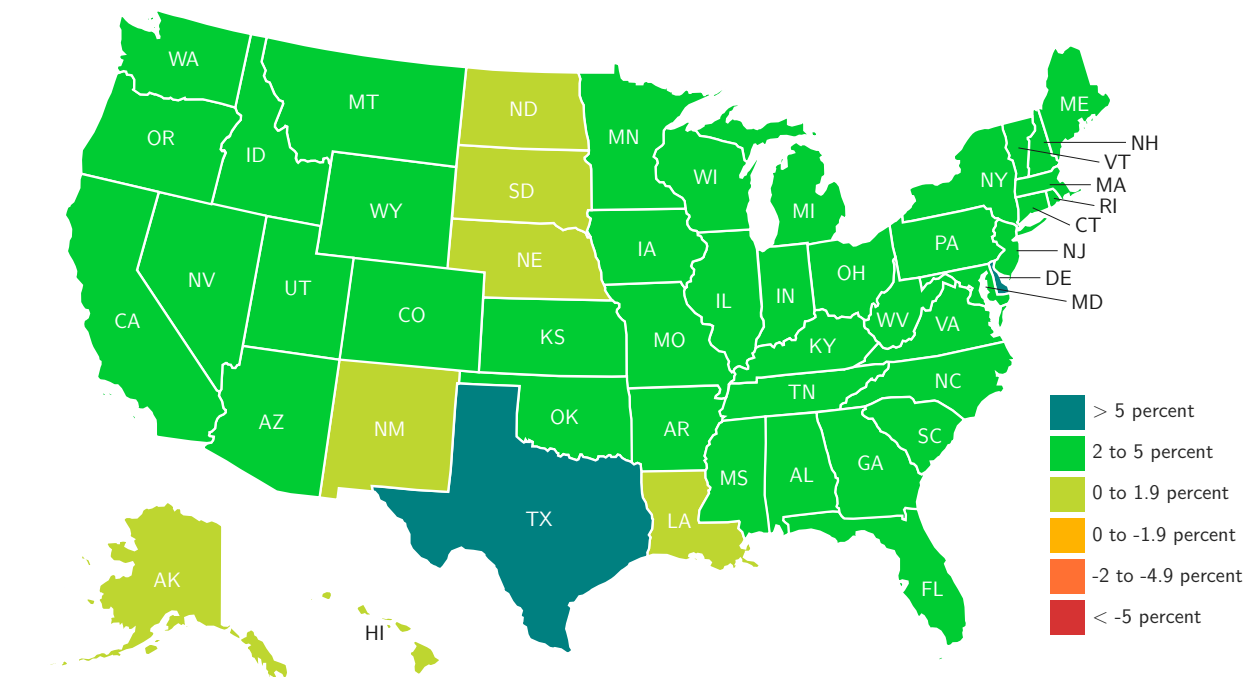 WA
MT
ND
ME
MN
OR
NH
ID
VT
WI
NY
SD
MA
RI
WY
MI
CT
PA
IA
NJ
NE
OH
NV
DE
UT
IN
IL
MD
CO
WV
CA
VA
KS
MO
KY
NC
TN
> 5 percent
OK
AZ
NM
AR
SC
2 to 5 percent
GA
AL
MS
0 to 1.9 percent
TX
LA
0 to -1.9 percent
AK
-2 to -4.9 percent
FL
< -5 percent
HI